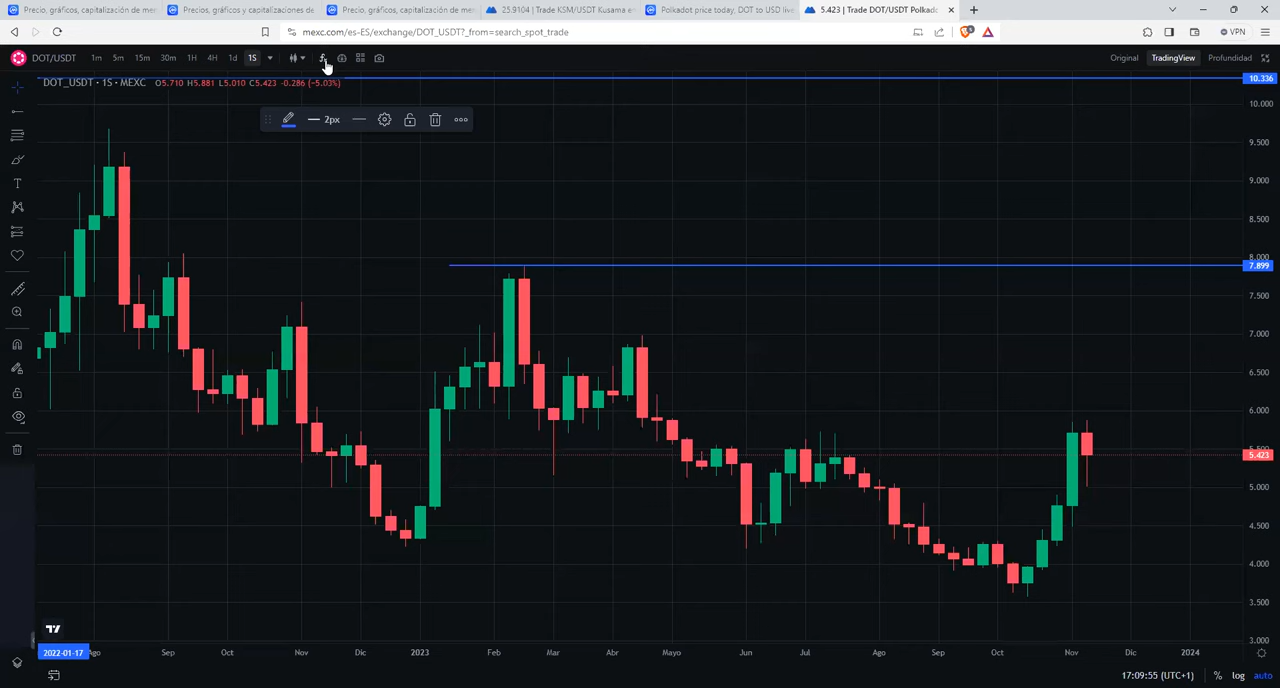 Precio, gráficos, capitalización de mer
Precios, gráficos y capitalizaciones de
Precio, gráficos, capitalización de mer
25.9104 | Trade KSM/USDT Kusama e
Polkadot price today, DOT to USD live
5.423 | Trade DOT/USDT Polkado
mexc.com/es-ES/exchange/DOT_USDT?_from=search_spot_trade
VPN
DOT/USDT 1m 5m 15m 30m 1H 4H 1d 1S
Original TradingView Profundidad
DOT_USDT · 1S · MEXC O5.710 H5.881 L5.010 C5.423 -0.286 (-5.03%)
2px
10.336
10.000
9.500
9.000
8.500
8.000
7.899
7.500
7.000
6.500
6.000
5.423
5.000
4.500
4.000
3.500
3.000
2022-01-17 Ago Sep Oct Nov Dic 2023 Feb Mar Abr Mayo Jun Jul Ago Sep Oct Nov Dic 2024
17:09:55 (UTC+1) % log auto